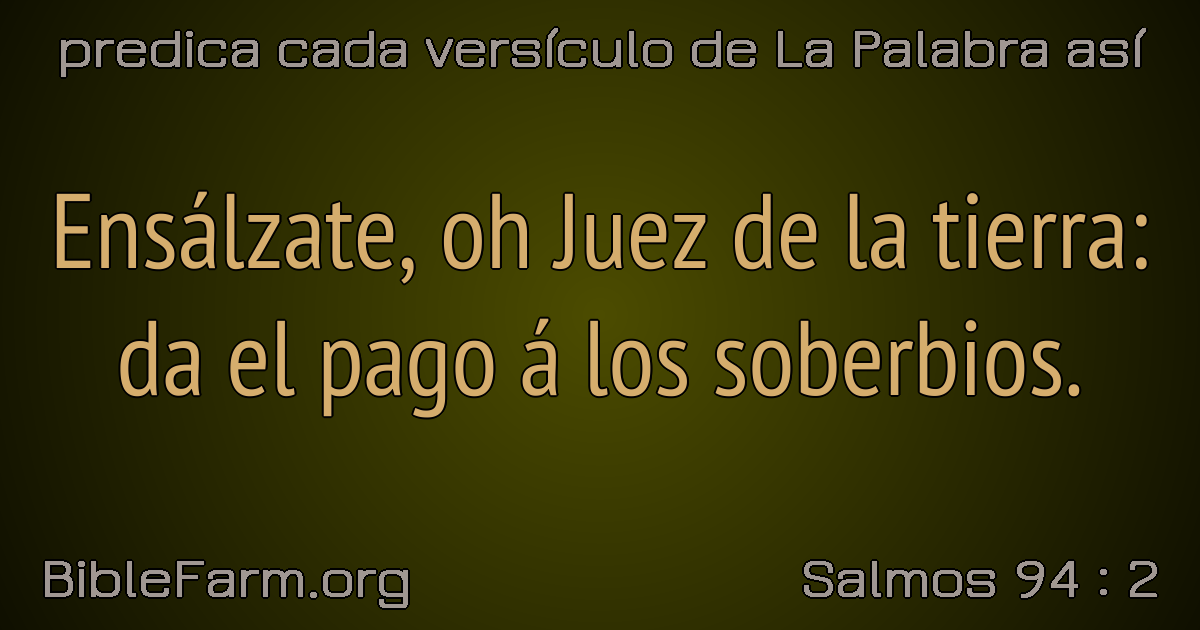 predica cada versículo de La Palabra así
Ensálzate, oh Juez de la tierra:
da el pago á los soberbios.
BibleFarm.org
Salmos 94 : 2